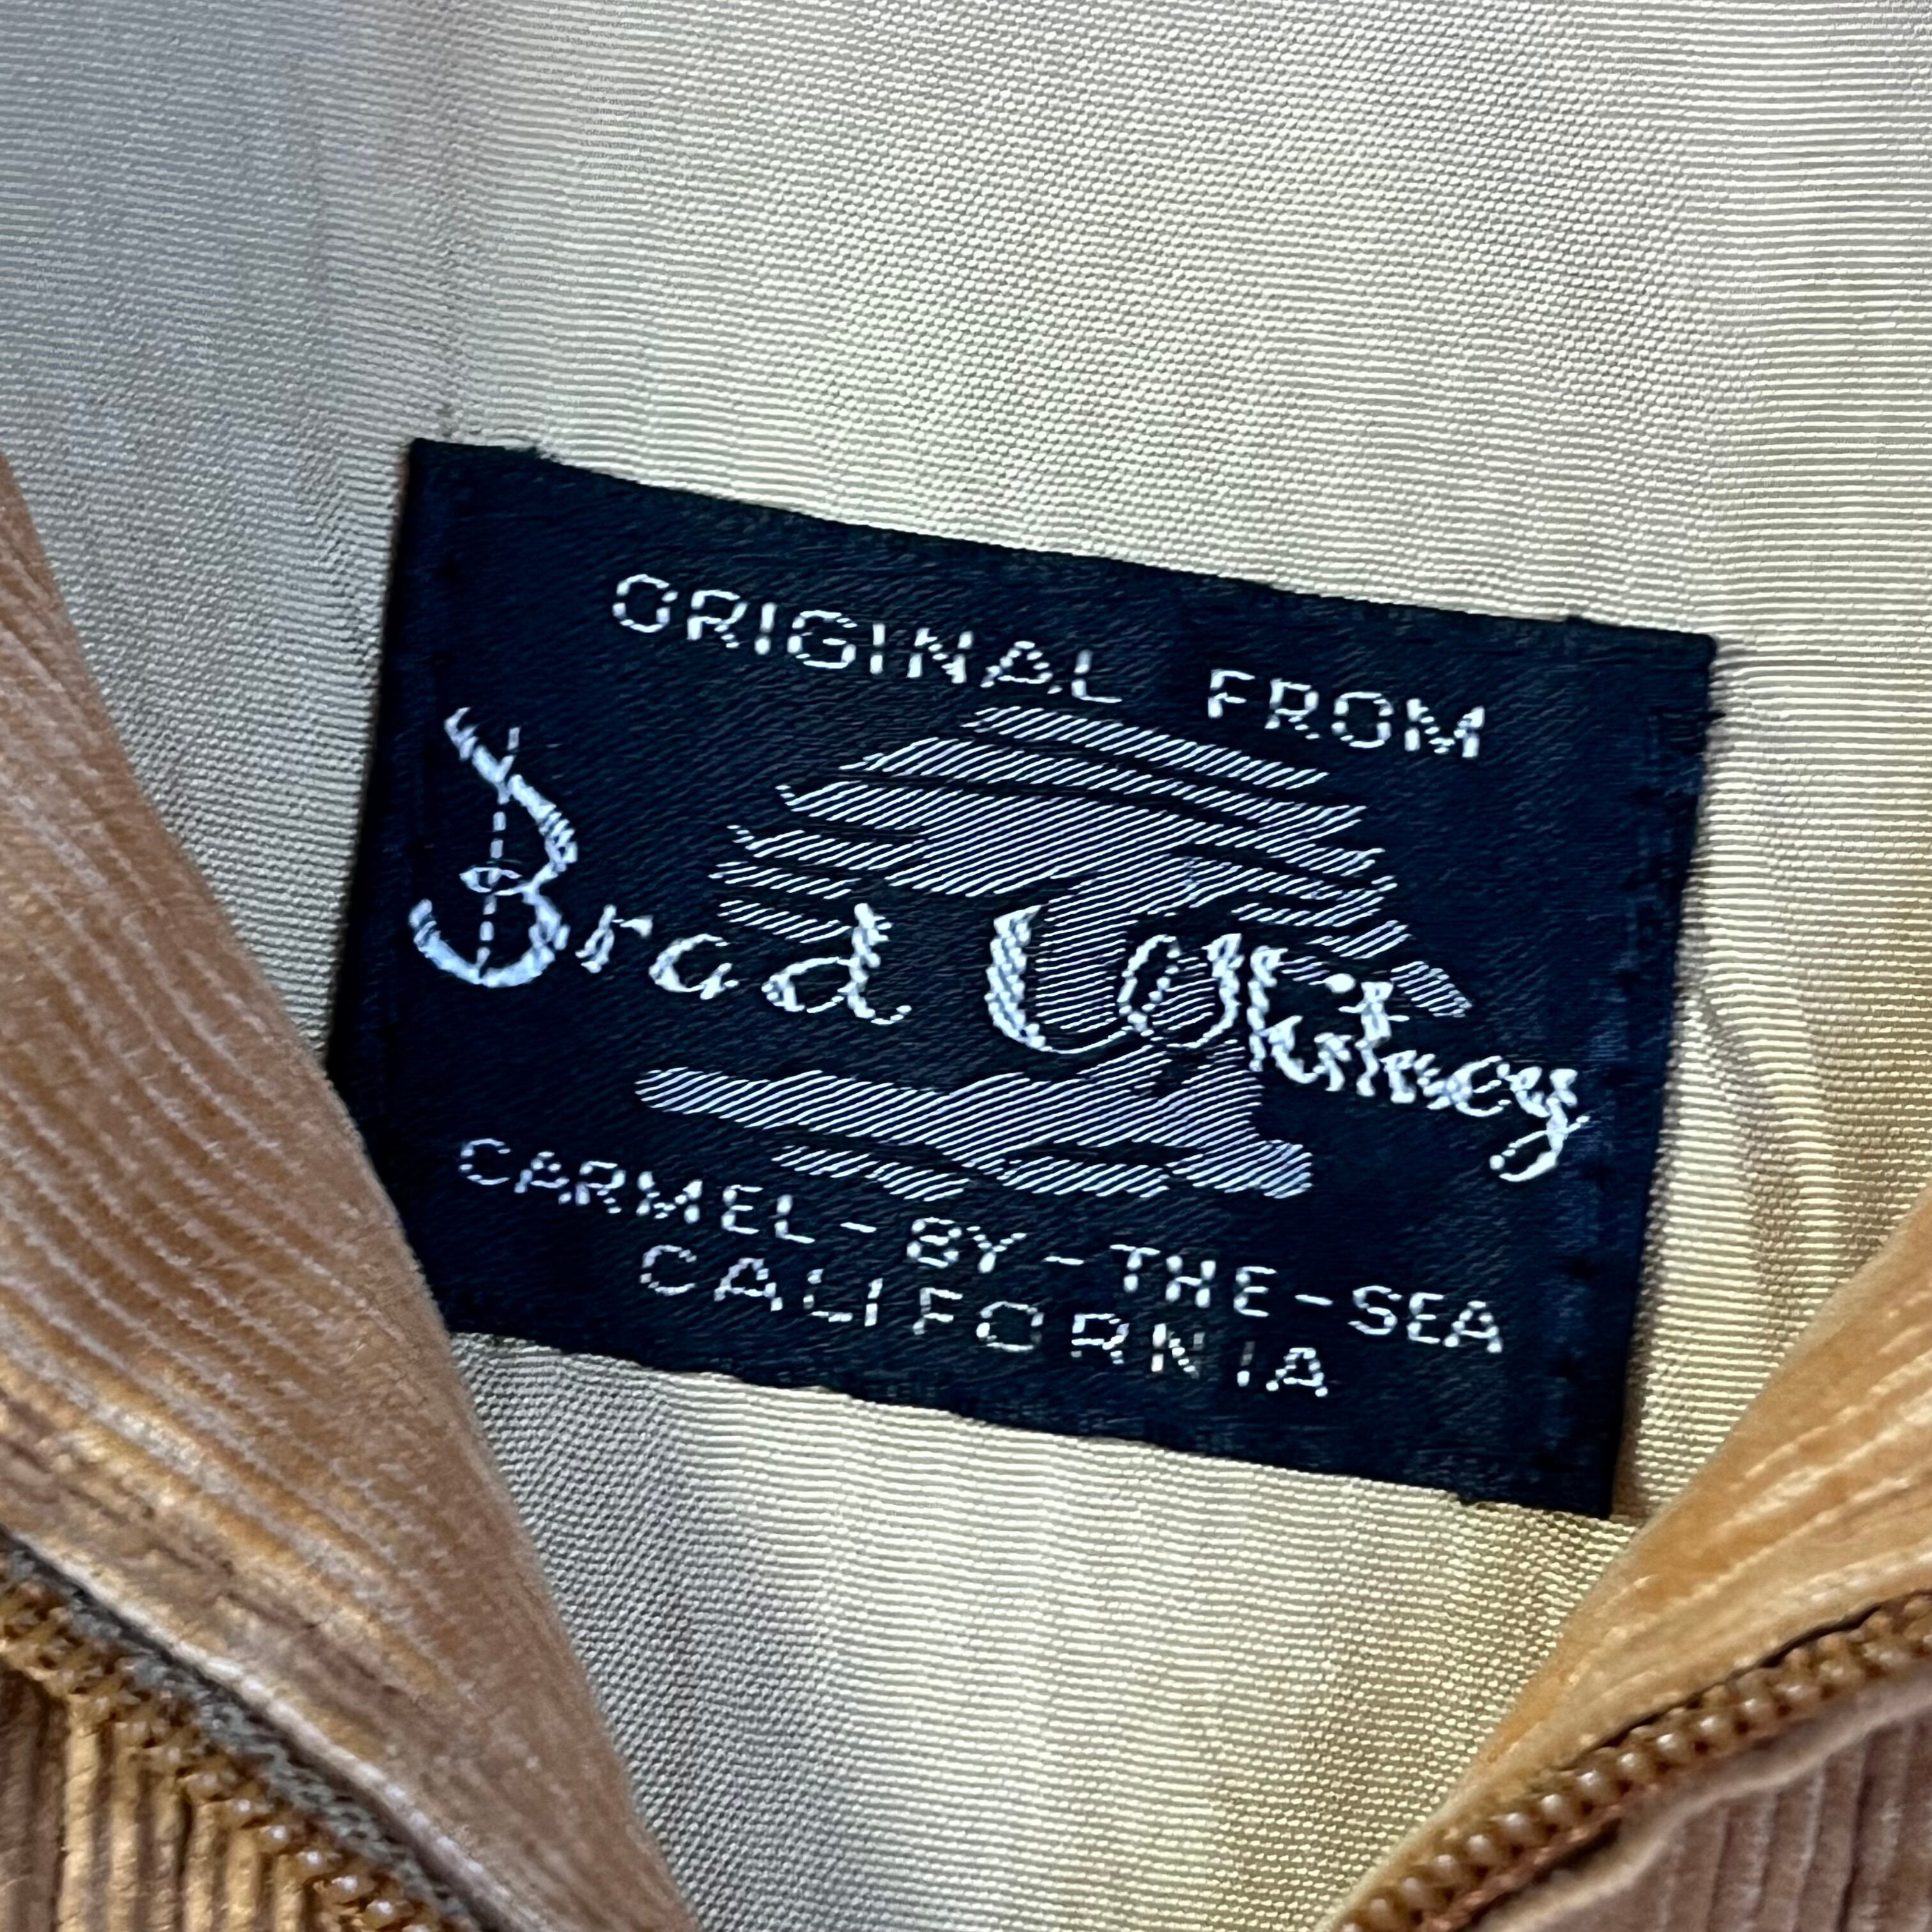 ORIGINAL FROM
Brad Whitney
CARMEL-BY-THE-SEA
CALIFORNIA